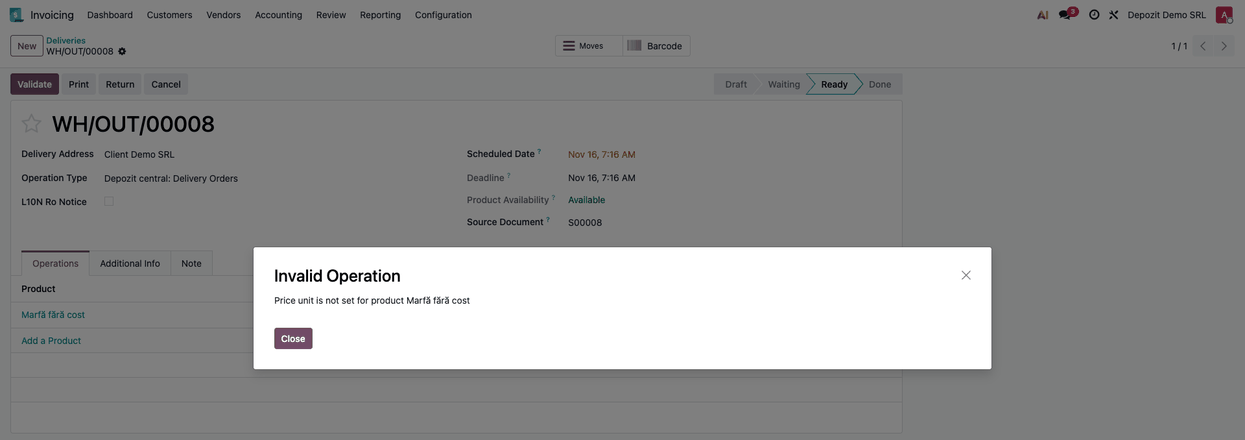 Invoicing Dashboard Customers Vendors Accounting Review Reporting Configuration AI 3 Depozit Demo SRL A
New Deliveries
WH/OUT/00008 Moves Barcode 1 / 1
Validate Print Return Cancel Draft Waiting Ready Done
WH/OUT/00008
Delivery Address Client Demo SRL Scheduled Date ? Nov 16, 7:16 AM
Operation Type Depozit central: Delivery Orders Deadline ? Nov 16, 7:16 AM
L10N Ro Notice Product Availability ? Available
Source Document ? S00008
Operations Additional Info Note
Invalid Operation
Product
Price unit is not set for product Marfă fără cost
Marfă fără cost
Close
Add a Product